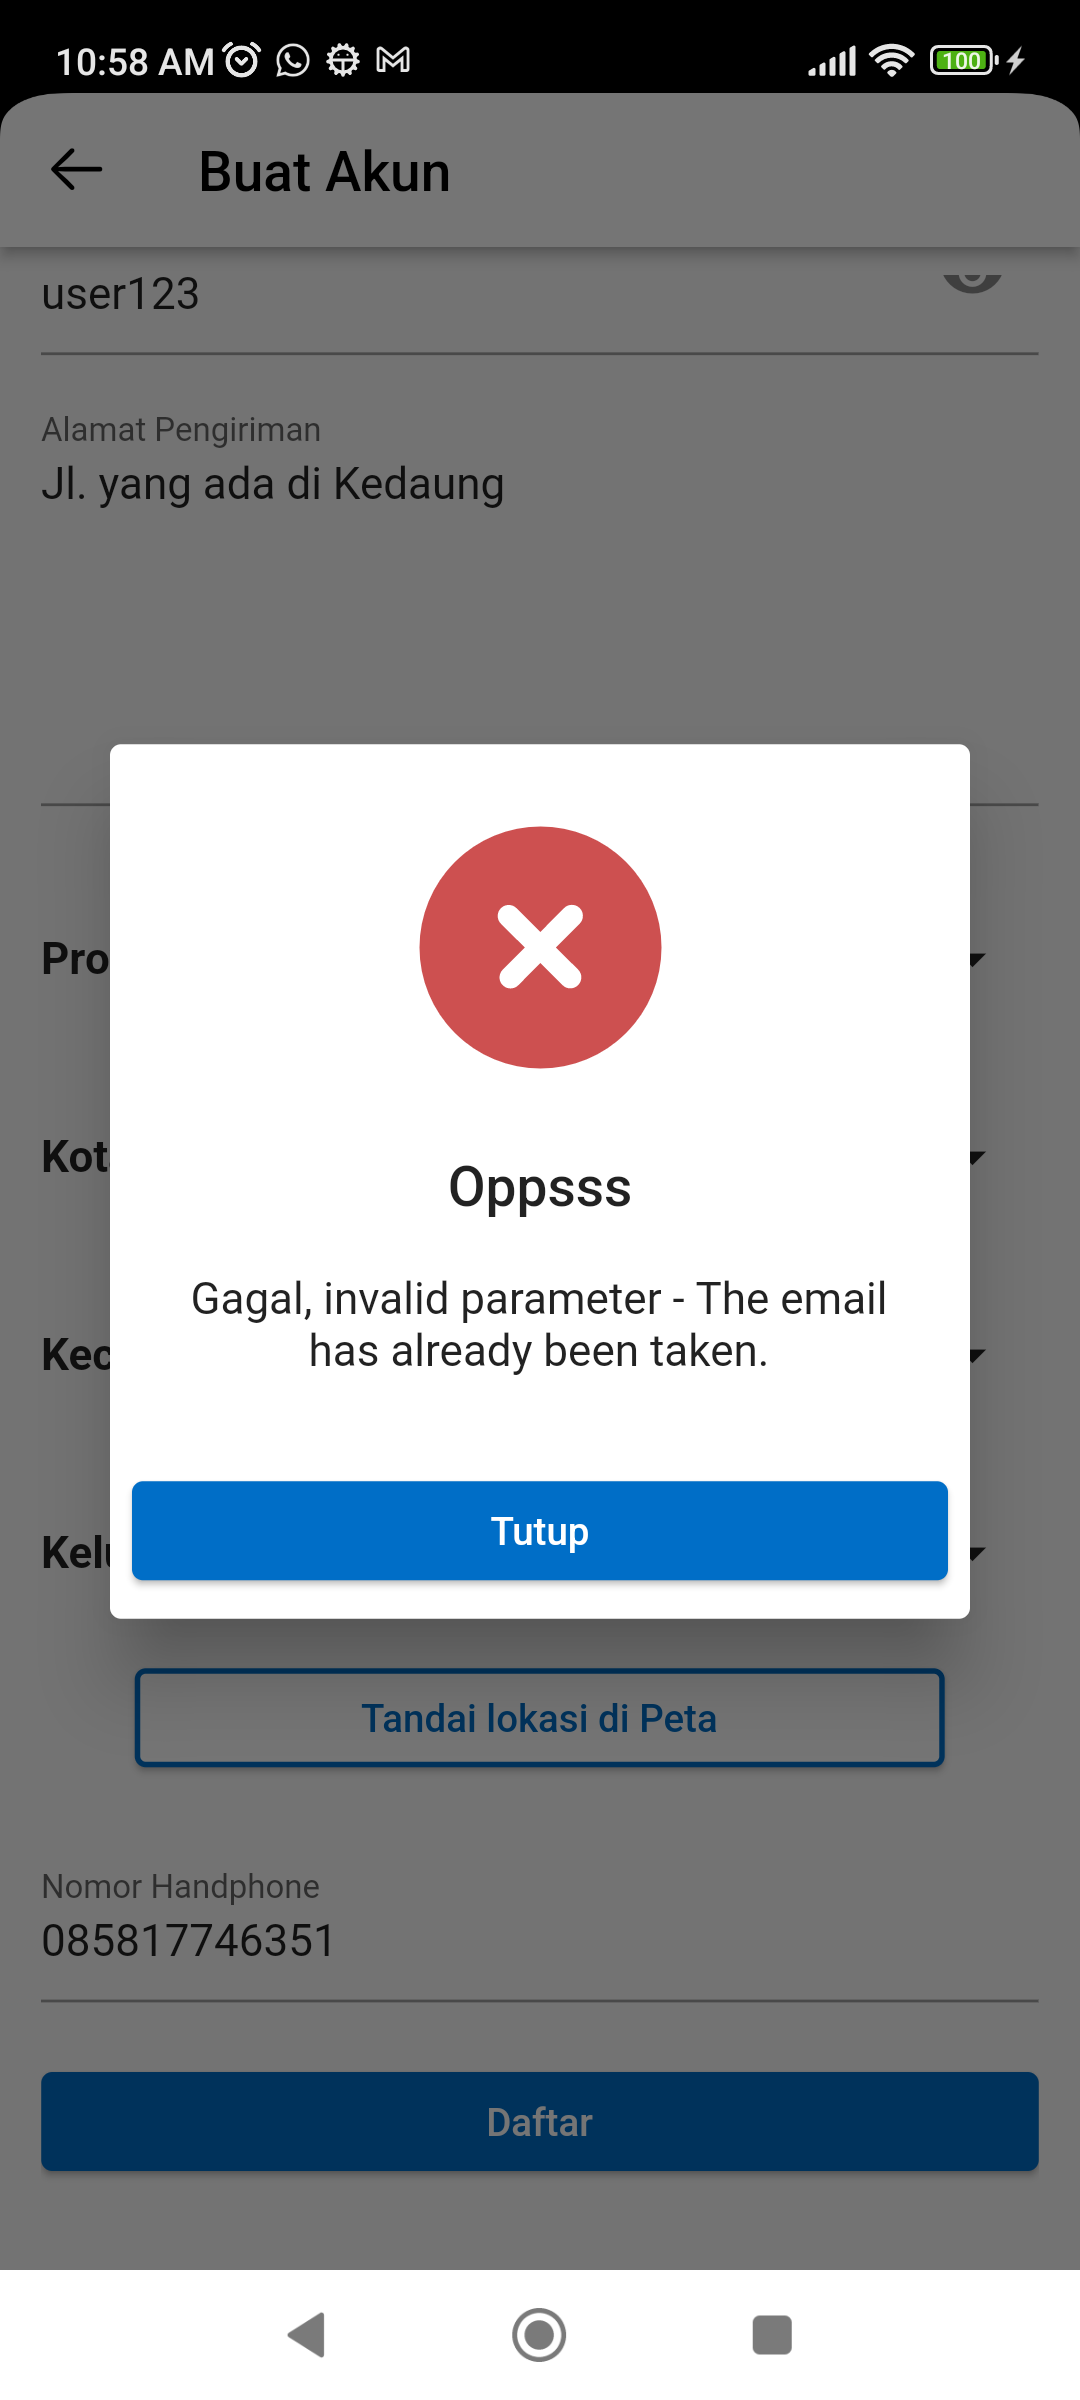 10:58 AM
100
Buat Akun
user123
Alamat Pengiriman
Jl. yang ada di Kedaung
Pro
Kot
Kec
Kelu
Oppsss
Gagal, invalid parameter - The email
has already been taken.
Tutup
Tandai lokasi di Peta
Nomor Handphone
085817746351
Daftar